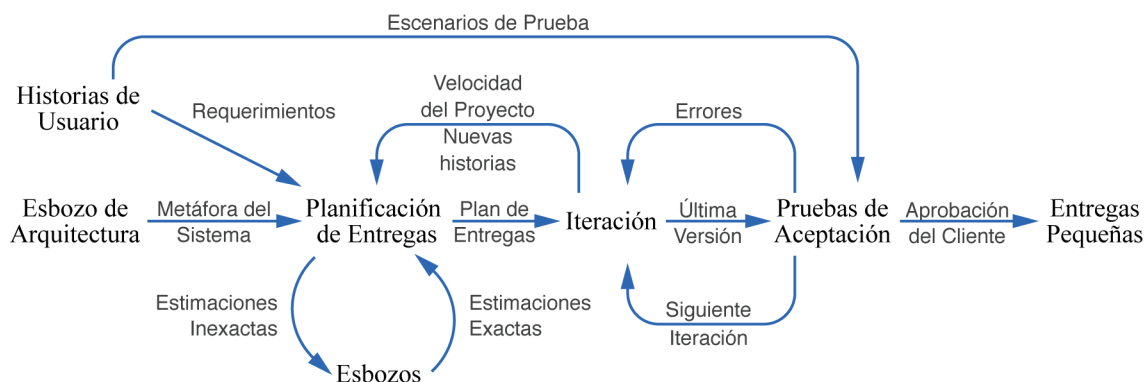 Escenarios de Prueba
Historias de
Usuario
Requerimientos
Velocidad
del Proyecto
Nuevas
historias
Errores
Esbozo de
Arquitectura
Metáfora del
Sistema
Planificación
de Entregas
Plan de
Entregas
Iteración
Última
Versión
Pruebas de
Aceptación
Aprobación
del Cliente
Entregas
Pequeñas
Estimaciones
Inexactas
Estimaciones
Exactas
Siguiente
Iteración
Esbozos